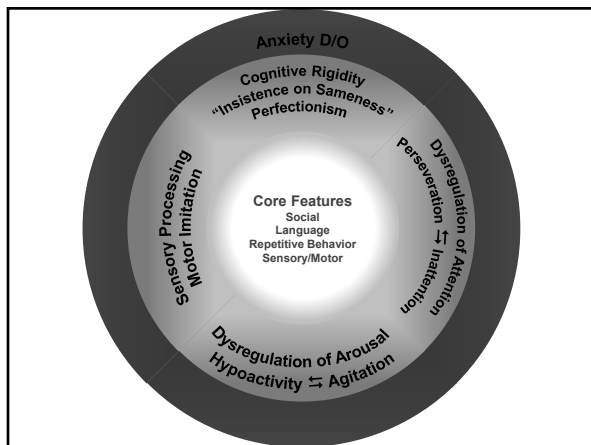 Anxiety D/O
Cognitive Rigidity
“Insistence on Sameness”
Perfectionism
Sensory Processing
Motor Imitation
Core Features
Social
Language
Repetitive Behavior
Sensory/Motor
Dysregulation of Attention
Perseveration ⇆ Inattention
Dysregulation of Arousal
Hypoactivity ⇆ Agitation